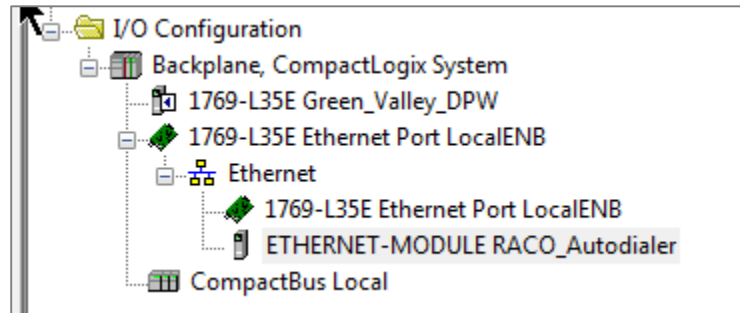 I/O Configuration
Backplane, CompactLogix System
1769-L35E Green_Valley_DPW
1769-L35E Ethernet Port LocalENB
Ethernet
1769-L35E Ethernet Port LocalENB
ETHERNET-MODULE RACO_Autodialer
CompactBus Local